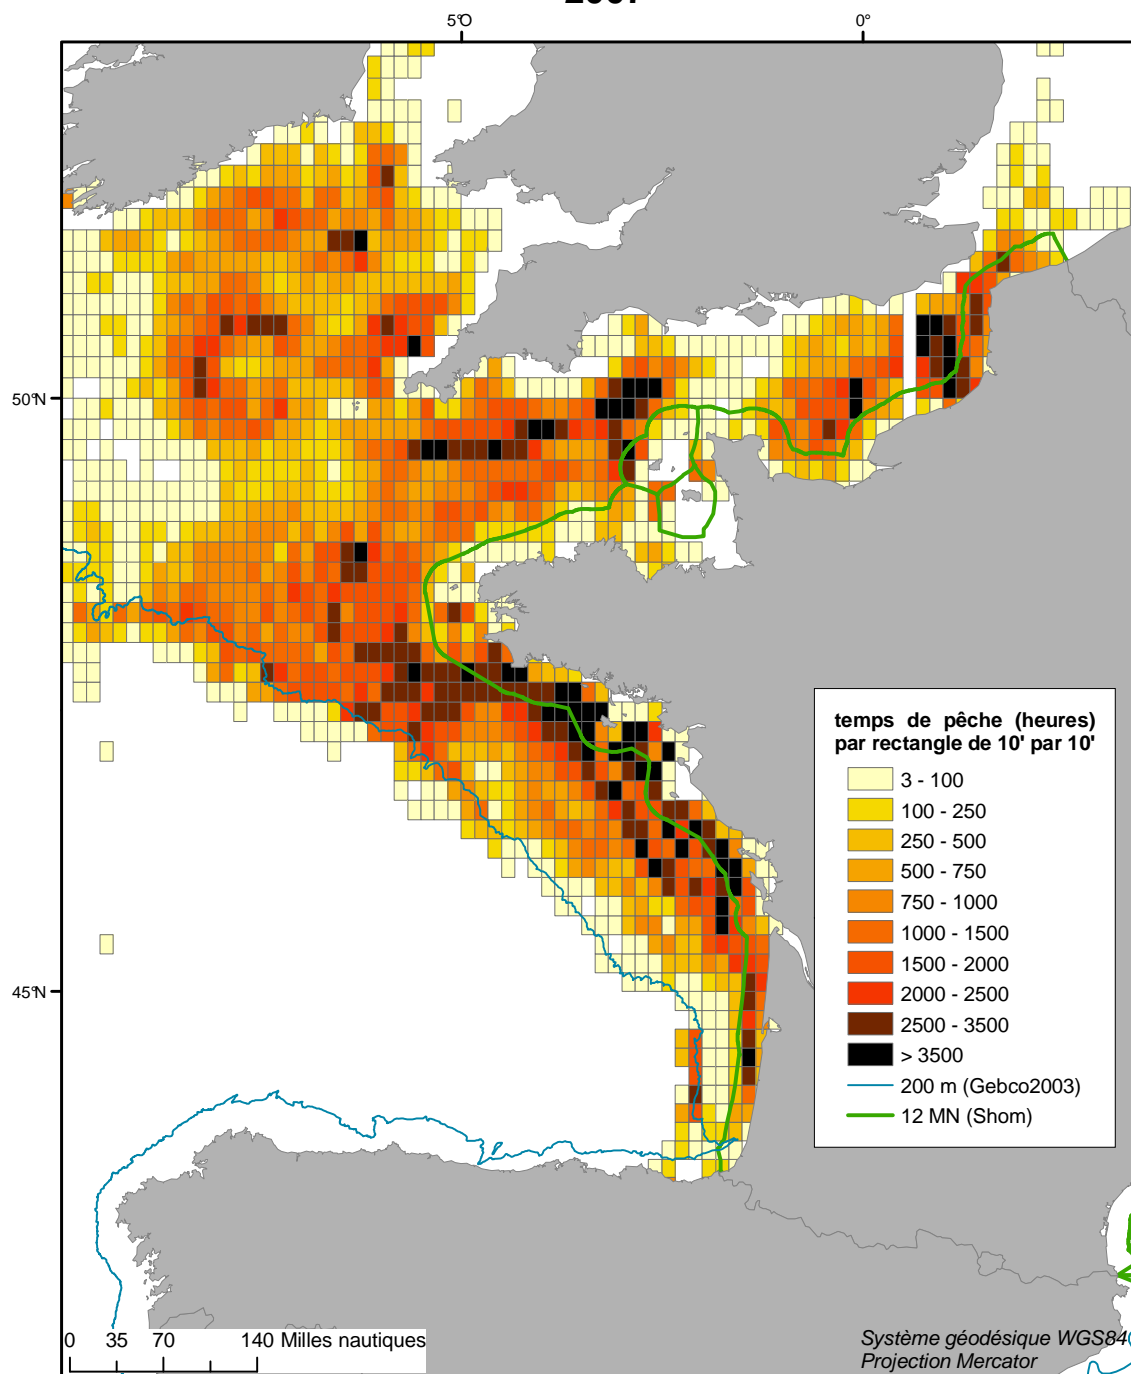 5°O
0°
50°N
45°N
temps de pêche (heures)
par rectangle de 10' par 10'
3 - 100
100 - 250
250 - 500
500 - 750
750 - 1000
1000 - 1500
1500 - 2000
2000 - 2500
2500 - 3500
> 3500
200 m (Gebco2003)
12 MN (Shom)
0 35 70 140 Milles nautiques
Système géodésique WGS84
Projection Mercator